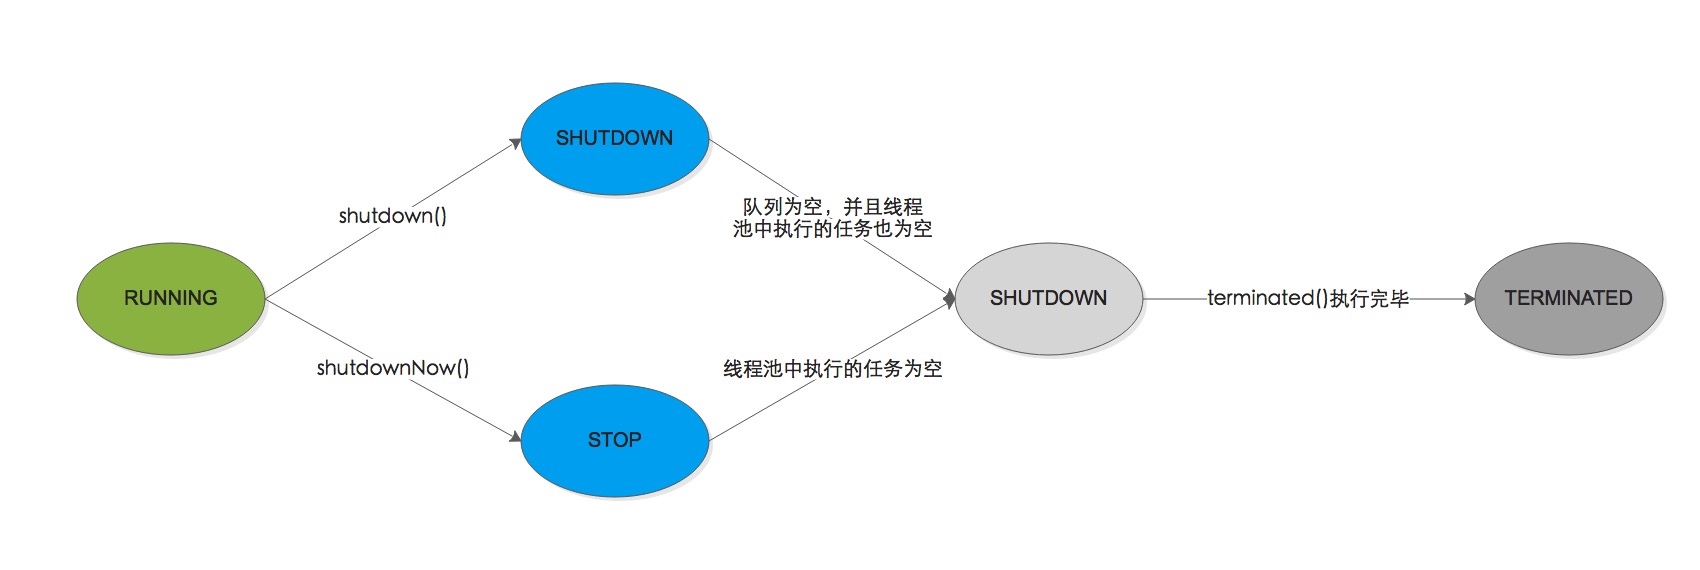 SHUTDOWN
shutdown()
队列为空，并且线程
池中执行的任务也为空
RUNNING
SHUTDOWN
terminated()执行完毕
TERMINATED
shutdownNow()
线程池中执行的任务为空
STOP